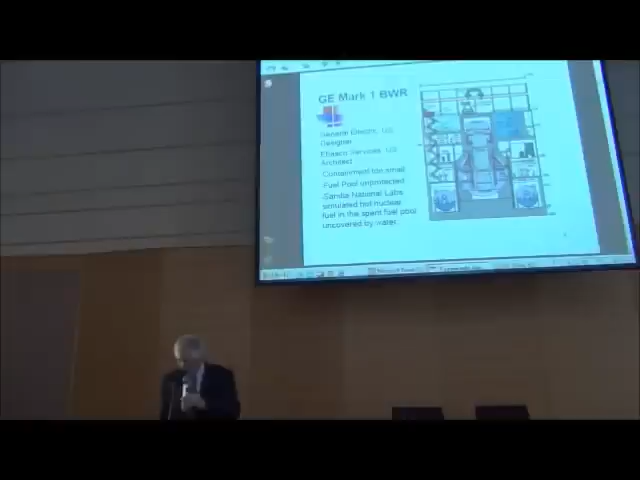 GE Mark 1 BWR
General Electric, US
Designer
Ebasco Services, US
Architect
Containment too small
Fuel Pool unprotected
Sandia National Labs
simulated hot nuclear
fuel in the spent fuel pool
uncovered by water.